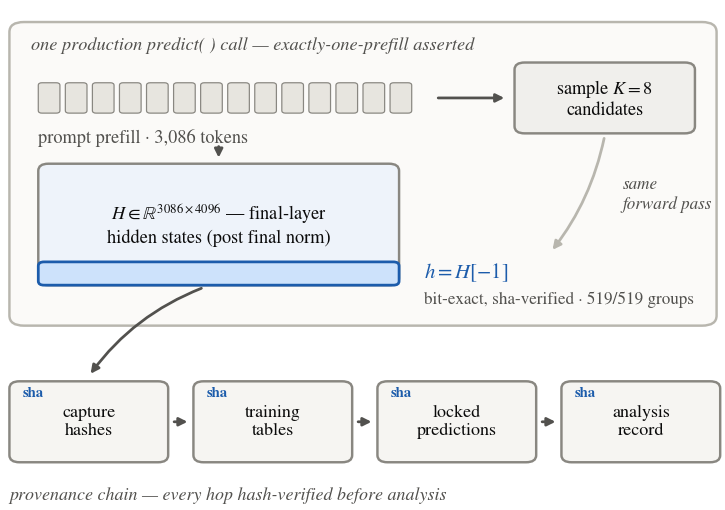 one production predict( ) call — exactly-one-prefill asserted
sample K = 8
candidates
prompt prefill · 3,086 tokens
same
forward pass
H ∈ ℝ^{3086×4096} — final-layer
hidden states (post final norm)
h = H[−1]
bit-exact, sha-verified · 519/519 groups
sha
capture
hashes
sha
training
tables
sha
locked
predictions
sha
analysis
record
provenance chain — every hop hash-verified before analysis